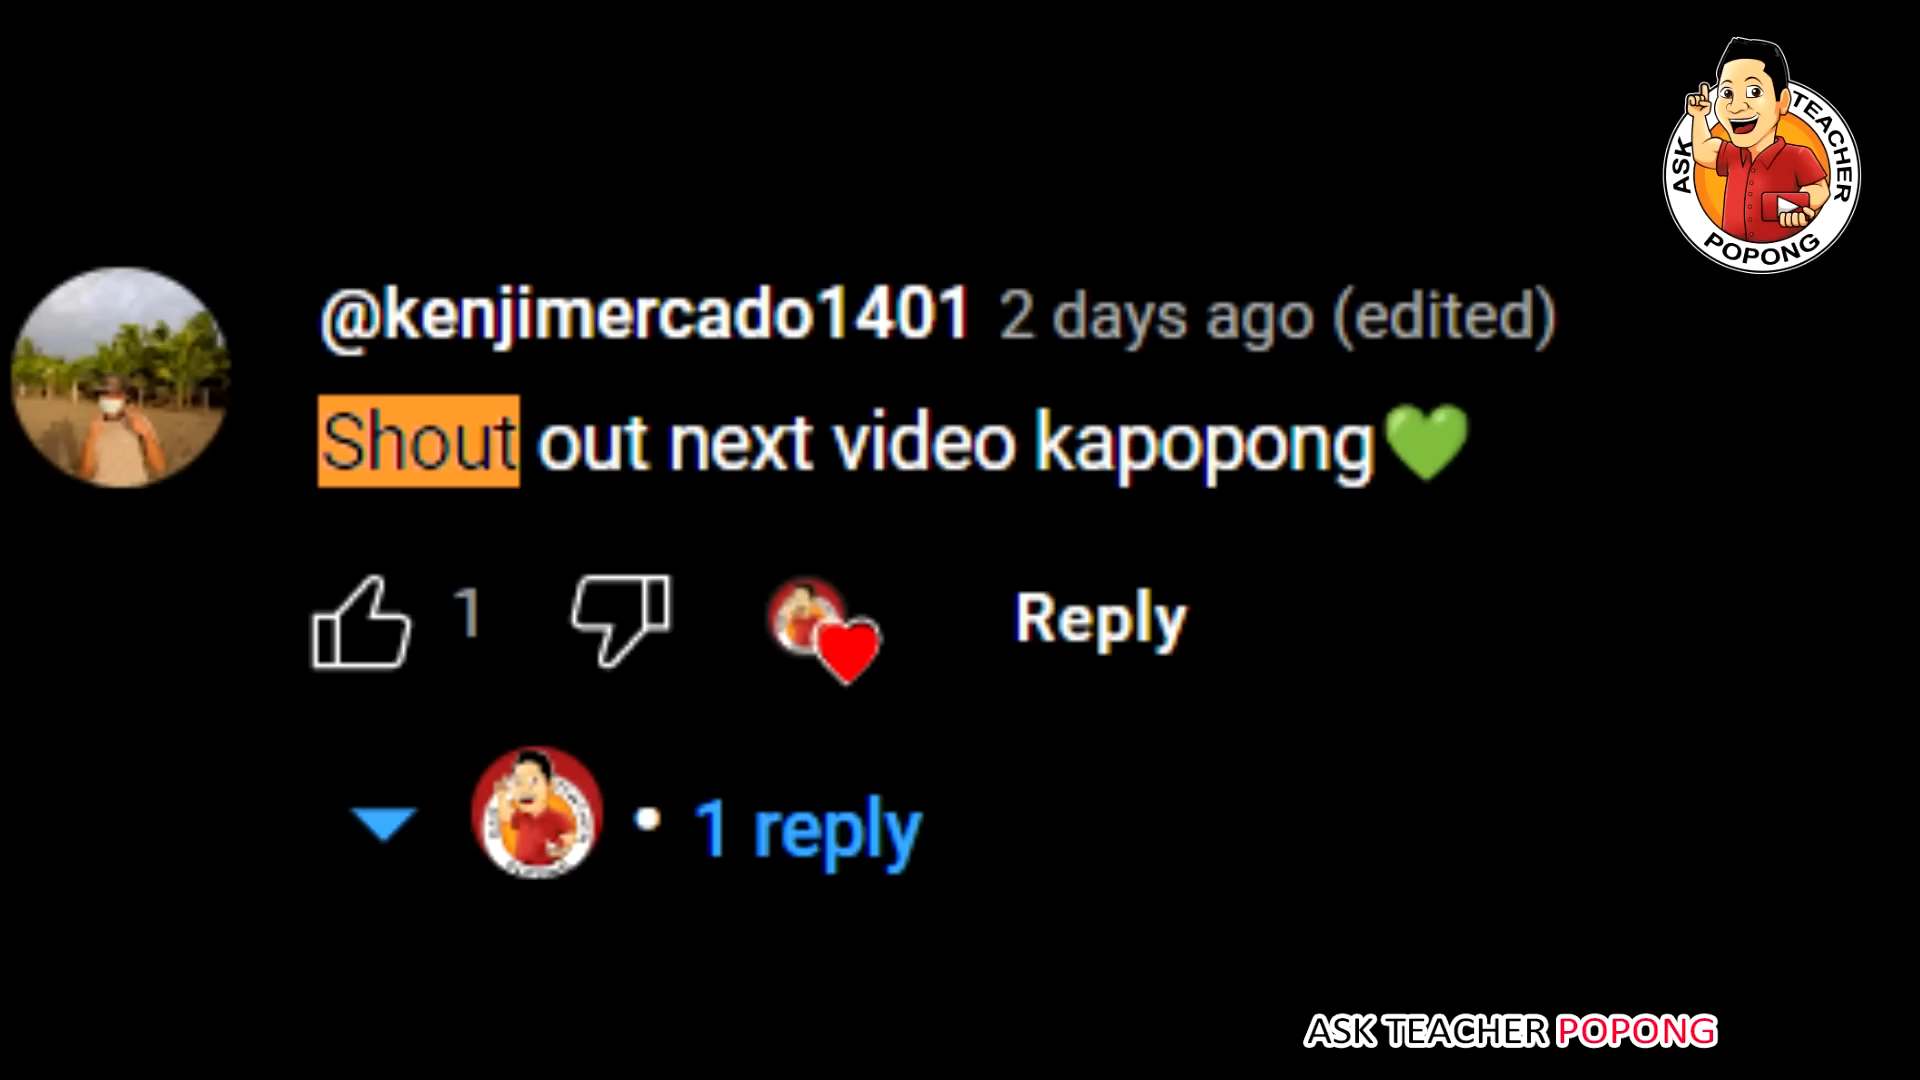 ASK TEACHER POPONG
@kenjimercado1401 2 days ago (edited)
Shout out next video kapopong💚
1
Reply
1 reply
ASK TEACHER POPONG